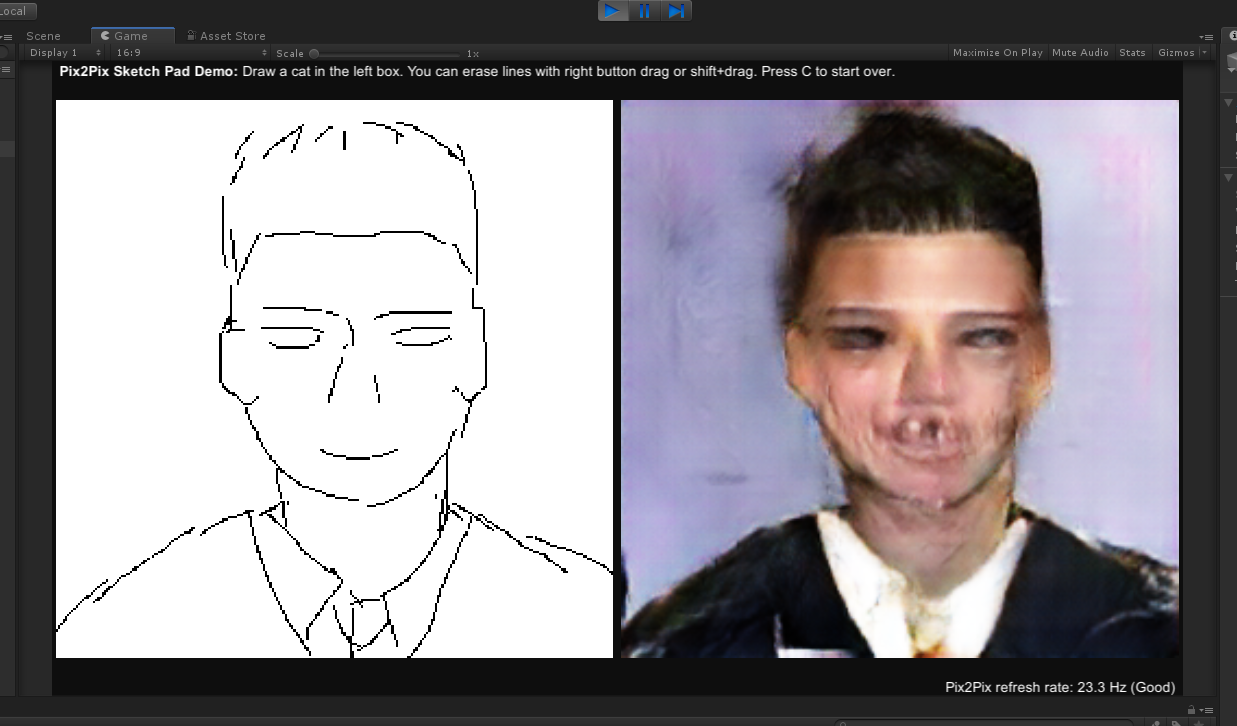 Local
Scene
Game
Asset Store
Display 1
16:9
Scale
1x
Maximize On Play
Mute Audio
Stats
Gizmos
Pix2Pix Sketch Pad Demo: Draw a cat in the left box. You can erase lines with right button drag or shift+drag. Press C to start over.
Pix2Pix refresh rate: 23.3 Hz (Good)